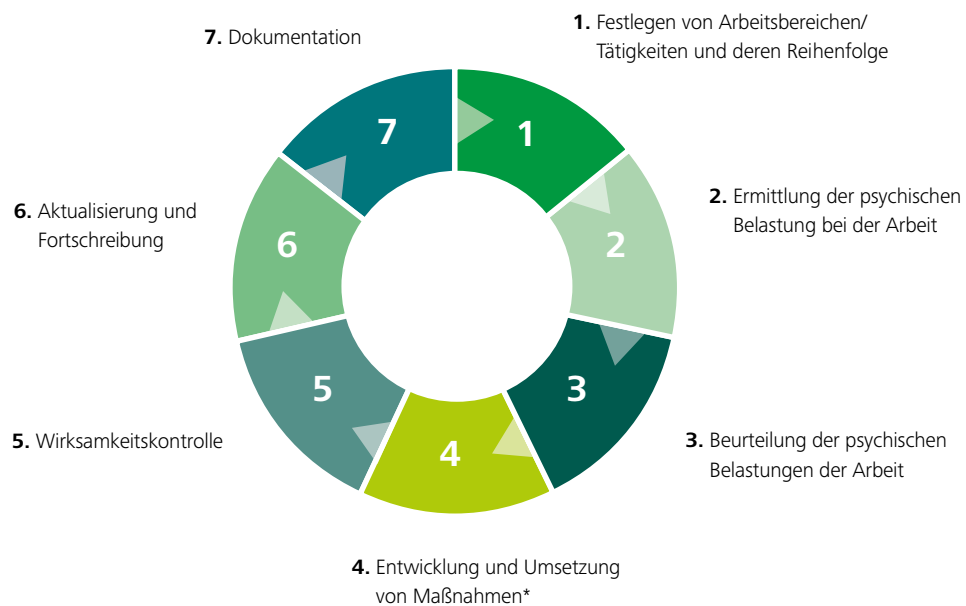 1. Festlegen von Arbeitsbereichen/
Tätigkeiten und deren Reihenfolge
2. Ermittlung der psychischen
Belastung bei der Arbeit
3. Beurteilung der psychischen
Belastungen der Arbeit
4. Entwicklung und Umsetzung
von Maßnahmen*
5. Wirksamkeitskontrolle
6. Aktualisierung und
Fortschreibung
7. Dokumentation
1
2
3
4
5
6
7